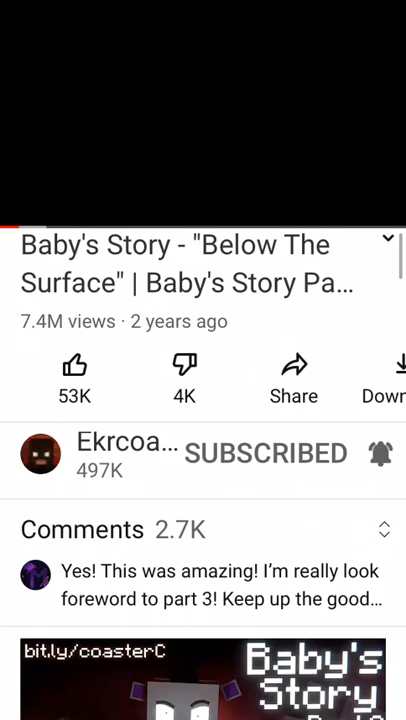 Baby's Story - "Below The
Surface" | Baby's Story Pa...
7.4M views · 2 years ago
53K
4K
Share
Down
Ekrcoa...
SUBSCRIBED
497K
Comments 2.7K
Yes! This was amazing! I'm really look
foreword to part 3! Keep up the good...
bit.ly/coasterC
Baby's
Story